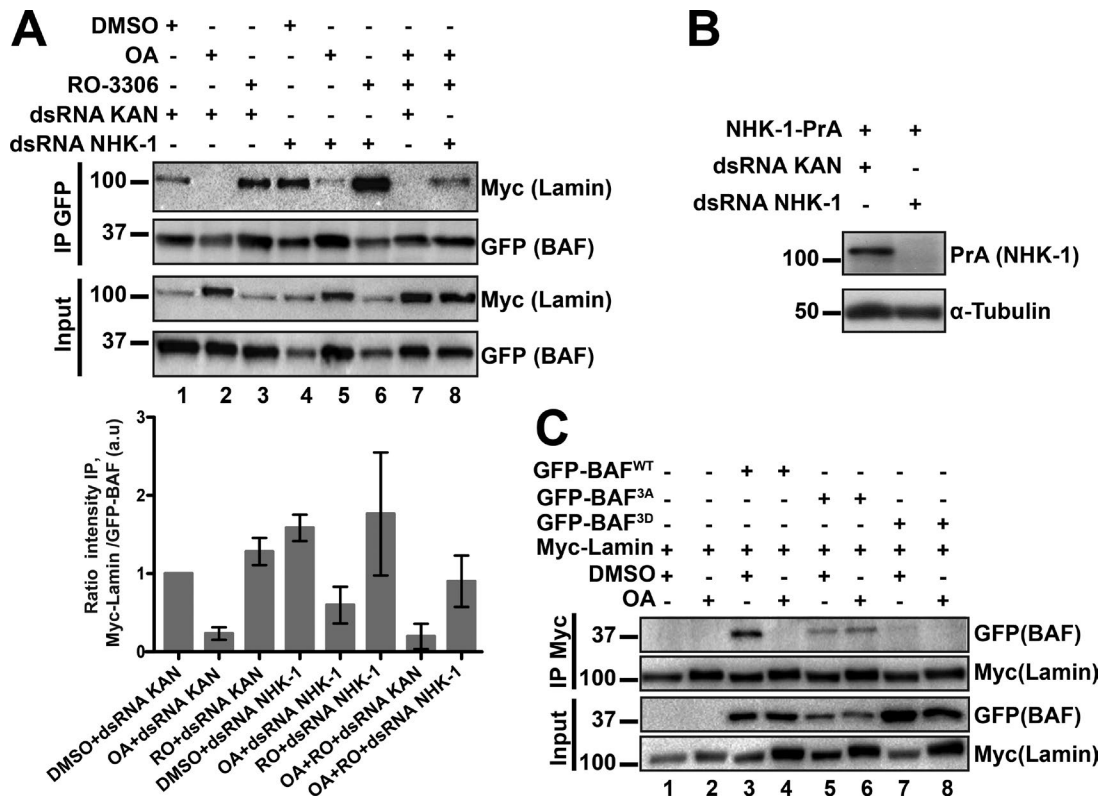 A
DMSO + - - + - - - -
OA - + - - + - + +
RO-3306 - - + - - + + +
dsRNA KAN + + + - - - + -
dsRNA NHK-1 - - - + + + - +
IP GFP
100 Myc (Lamin)
37 GFP (BAF)
Input
100 Myc (Lamin)
37 GFP (BAF)
1 2 3 4 5 6 7 8
Ratio intensity IP,
Myc-Lamin /GFP-BAF (a.u)
3
2
1
0
DMSO+dsRNA KAN
OA+dsRNA KAN
RO+dsRNA KAN
DMSO+dsRNA NHK-1
OA+dsRNA NHK-1
RO+dsRNA NHK-1
OA+RO+dsRNA KAN
OA+RO+dsRNA NHK-1
B
NHK-1-PrA + +
dsRNA KAN + -
dsRNA NHK-1 - +
100 PrA (NHK-1)
50 α-Tubulin
C
GFP-BAFWT - - + + - - - -
GFP-BAF3A - - - - + + - -
GFP-BAF3D - - - - - - + +
Myc-Lamin + + + + + + + +
DMSO + - + - + - + -
OA - + - + - + - +
IP Myc
37 GFP(BAF)
100 Myc(Lamin)
Input
37 GFP(BAF)
100 Myc(Lamin)
1 2 3 4 5 6 7 8